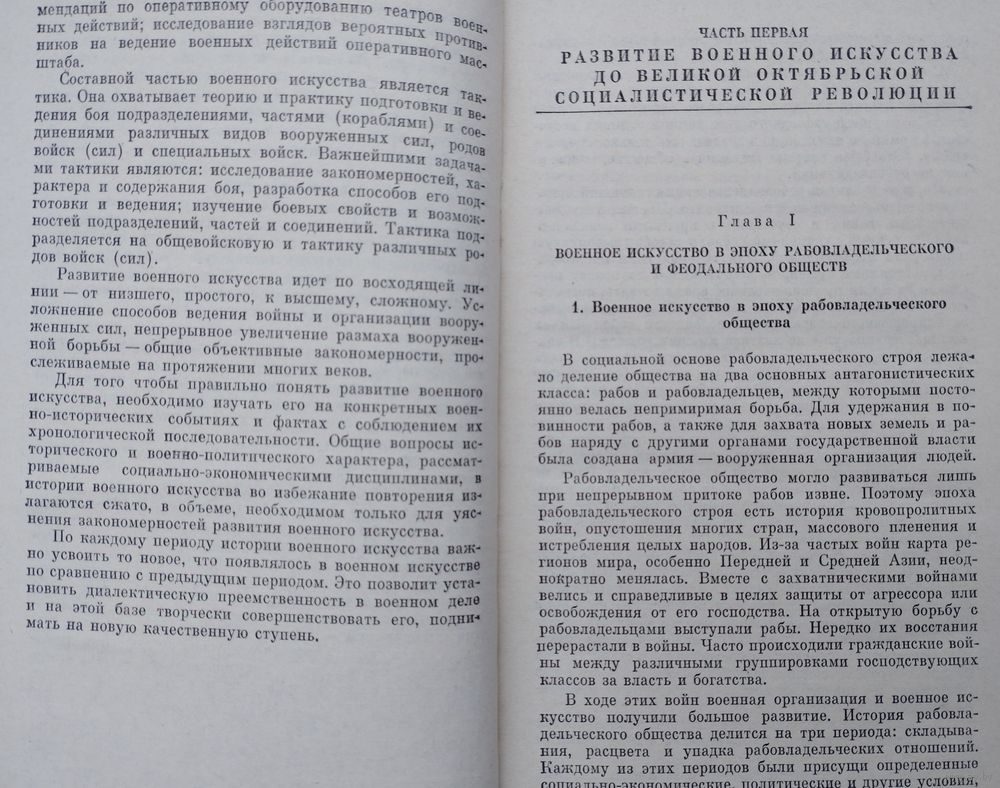 мендаций по оперативному оборудованию театров воен-
ных действий; исследование взглядов вероятных против-
ников на ведение военных действий оперативного мас-
штаба.
Составной частью военного искусства является так-
тика. Она охватывает теорию и практику подготовки и ве-
дения боя подразделениями, частями (кораблями) и сое-
динениями различных видов вооруженных сил, родов
войск (сил) и специальных войск. Важнейшими задача-
ми тактики являются: исследование закономерностей, ха-
рактера и содержания боя, разработка способов его под-
готовки и ведения; изучение боевых свойств и возмож-
ностей подразделений, частей и соединений. Тактика под-
разделяется на общевойсковую и тактику различных ро-
дов войск (сил).
Развитие военного искусства идет по восходящей ли-
нии — от низшего, простого, к высшему, сложному. Ус-
ложнение способов ведения войны и организации воору-
женных сил, непрерывное увеличение размаха вооружен-
ной борьбы — общие объективные закономерности, про-
слеживаемые на протяжении многих веков.
Для того чтобы правильно понять развитие военного
искусства, необходимо изучать его на конкретных воен-
но-исторических событиях и фактах с соблюдением их
хронологической последовательности. Общие вопросы ис-
торического и военно-политического характера, рассмат-
риваемые социально-экономическими дисциплинами, в
истории военного искусства во избежание повторения из-
лагаются сжато, в объеме, необходимом только для уяс-
нения закономерностей развития военного искусства.
По каждому периоду истории военного искусства важ-
но усвоить то новое, что появлялось в военном искусстве
по сравнению с предыдущим периодом. Это позволит уста-
новить диалектическую преемственность в военном деле
и на этой базе творчески совершенствовать его, подни-
мать на новую качественную ступень.
ЧАСТЬ ПЕРВАЯ
РАЗВИТИЕ ВОЕННОГО ИСКУССТВА
ДО ВЕЛИКОЙ ОКТЯБРЬСКОЙ
СОЦИАЛИСТИЧЕСКОЙ РЕВОЛЮЦИИ
Глава I
ВОЕННОЕ ИСКУССТВО В ЭПОХУ РАБОВЛАДЕЛЬЧЕСКОГО
И ФЕОДАЛЬНОГО ОБЩЕСТВ
1. Военное искусство в эпоху рабовладельческого
общества
В социальной основе рабовладельческого строя лежа-
ло деление общества на два основных антагонистических
класса: рабов и рабовладельцев, между которыми посто-
янно велась непримиримая борьба. Для удержания в по-
винности рабов, а также для захвата новых земель и ра-
бов наряду с другими органами государственной власти
была создана армия — вооруженная организация людей.
Рабовладельческое общество могло развиваться лишь
при непрерывном притоке рабов извне. Поэтому эпоха
рабовладельческого строя есть история кровопролитных
войн, опустошения многих стран, массового пленения и
истребления целых народов. Из-за частых войн карта ре-
гионов мира, особенно Передней и Средней Азии, неод-
нократно менялась. Вместе с захватническими войнами
велись и справедливые в целях защиты от агрессора или
освобождения от его господства. На открытую борьбу с
рабовладельцами выступали рабы. Нередко их восстания
перерастали в войны. Часто происходили гражданские вой-
ны между различными группировками господствующих
классов за власть и богатства.
В ходе этих войн военная организация и военное ис-
кусство получили большое развитие. История рабовла-
дельческого общества делится на три периода: складыва-
ния, расцвета и упадка рабовладельческих отношений.
Каждому из этих периодов были присущи определенные
социально-экономические, политические и другие условия,